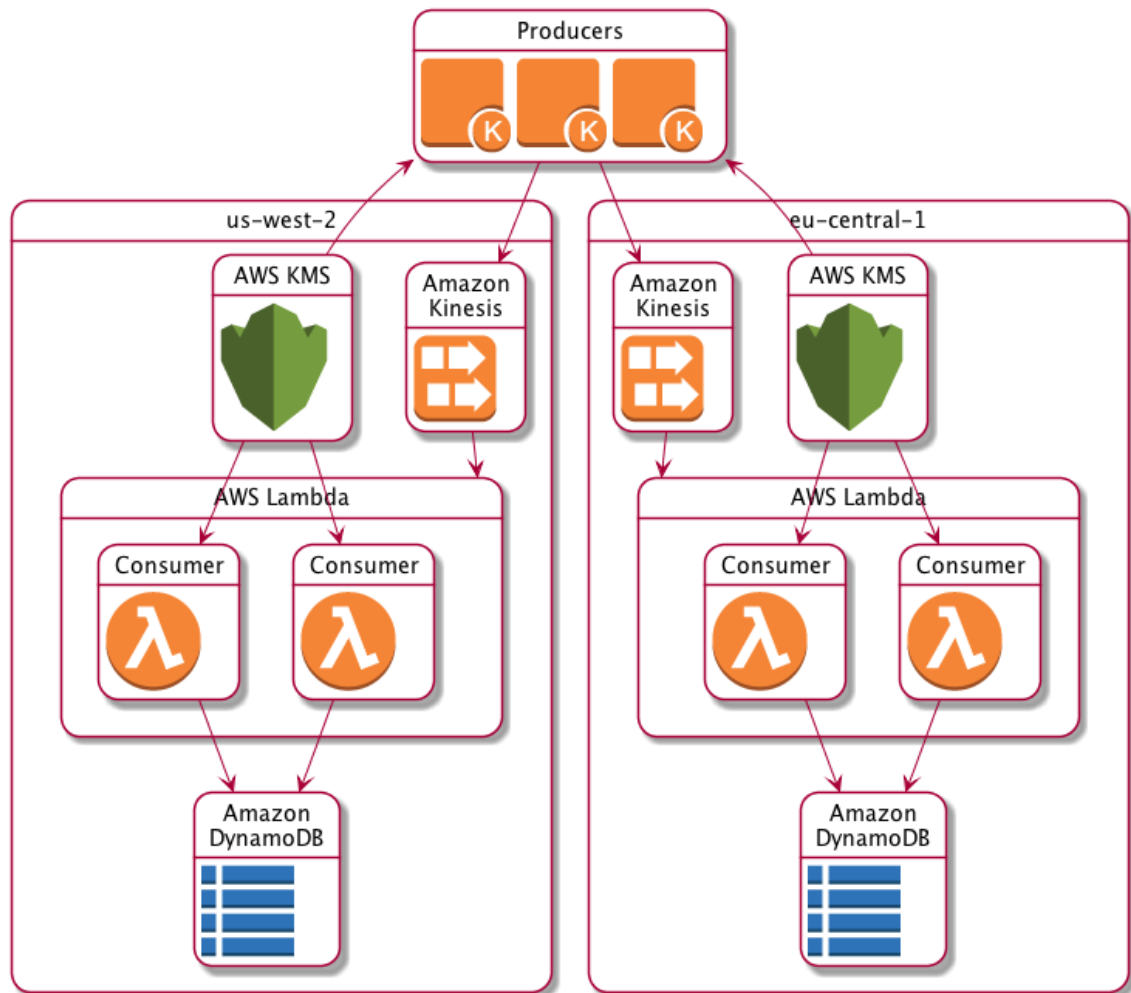 Producers
K K K
us-west-2
eu-central-1
AWS KMS
Amazon
Kinesis
Amazon
Kinesis
AWS KMS
AWS Lambda
AWS Lambda
Consumer
Consumer
Consumer
Consumer
λ λ λ λ
Amazon
DynamoDB
Amazon
DynamoDB